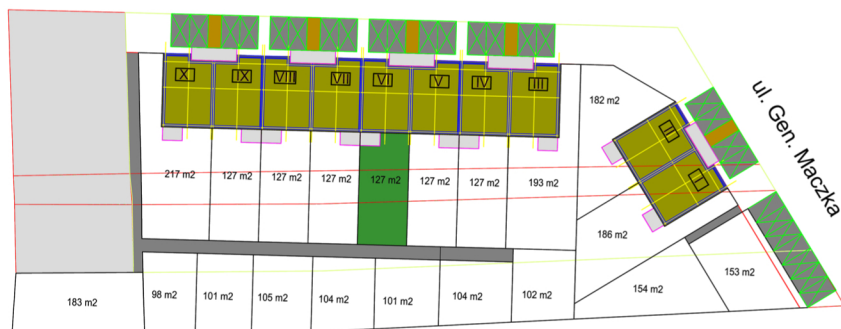 X IX VIII VII VI V IV III
182 m2
II
I
ul. Gen. Maczka
217 m2 127 m2 127 m2 127 m2 127 m2 127 m2 127 m2 193 m2
186 m2
183 m2 98 m2 101 m2 105 m2 104 m2 101 m2 104 m2 102 m2 154 m2 153 m2